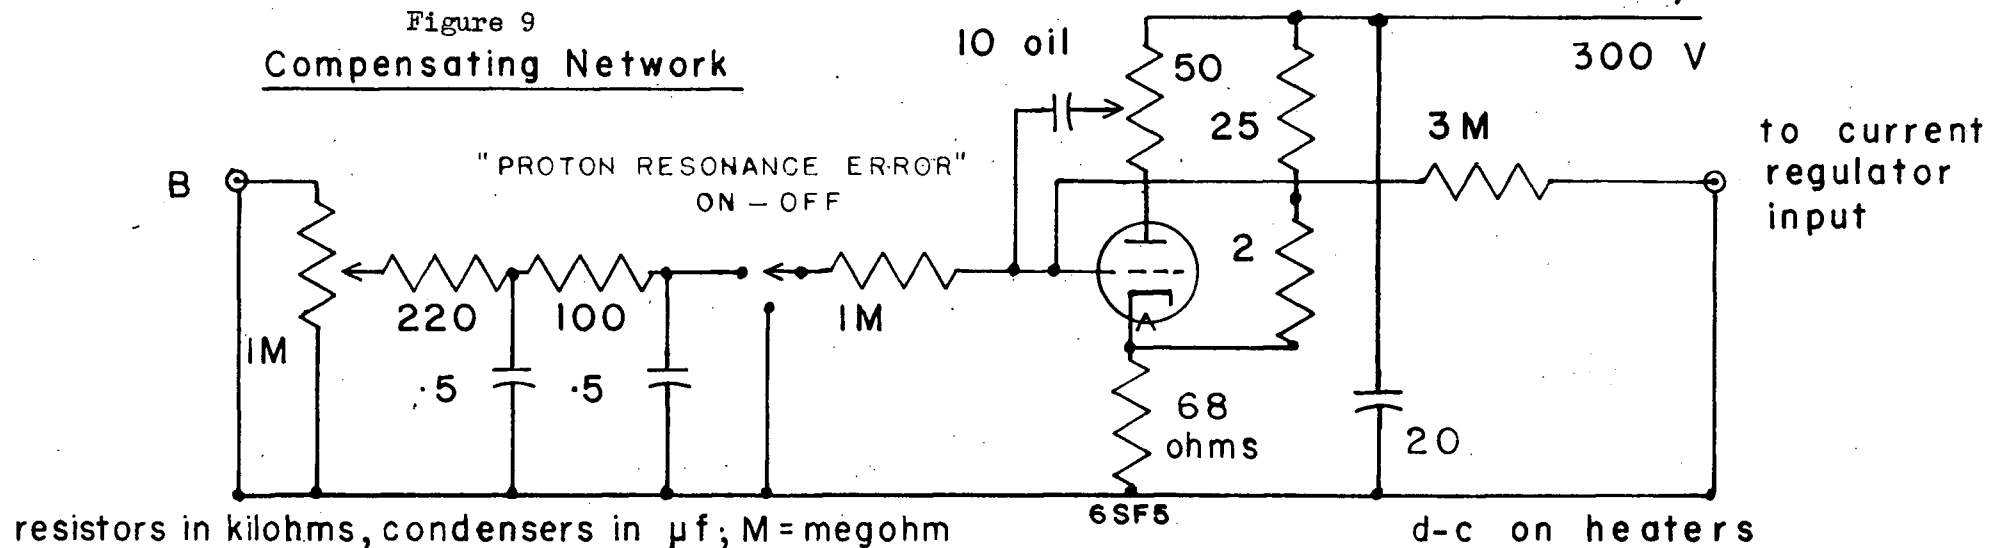 Figure 9
Compensating Network
10 oil
50
300 V
25
3M
to current
regulator
input
"PROTON RESONANCE ERROR"
ON – OFF
B
2
220
100
1M
1M
.5
.5
68
ohms
20
6SF5
resistors in kilohms, condensers in μf; M = megohm
d-c on heaters